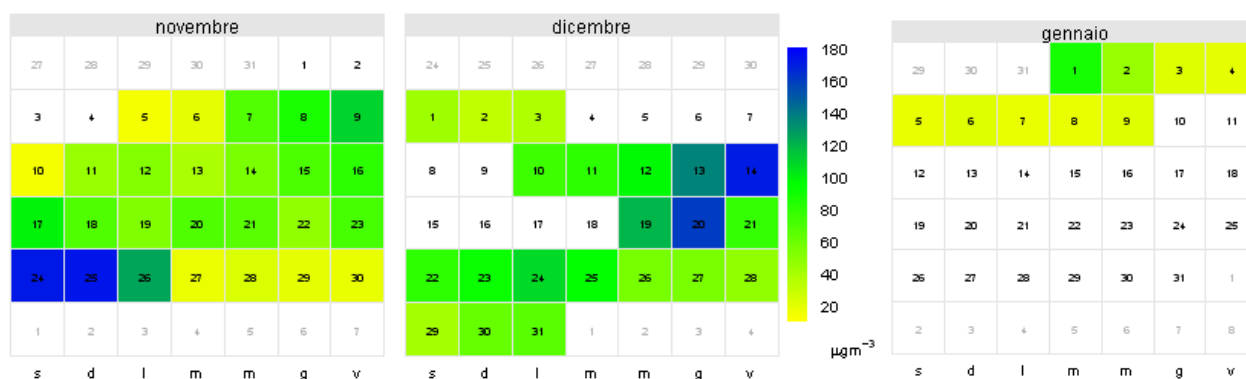 novembre
27 28 29 30 31 1 2
3 4 5 6 7 8 9
10 11 12 13 14 15 16
17 18 19 20 21 22 23
24 25 26 27 28 29 30
1 2 3 4 5 6 7
s d l m m g v
dicembre
24 25 26 27 28 29 30
1 2 3 4 5 6 7
8 9 10 11 12 13 14
15 16 17 18 19 20 21
22 23 24 25 26 27 28
29 30 31 1 2 3 4
s d l m m g v
180
160
140
120
100
80
60
40
20
µgm⁻³
gennaio
29 30 31 1 2 3 4
5 6 7 8 9 10 11
12 13 14 15 16 17 18
19 20 21 22 23 24 25
26 27 28 29 30 31 1
2 3 4 5 6 7 8
s d l m m g v